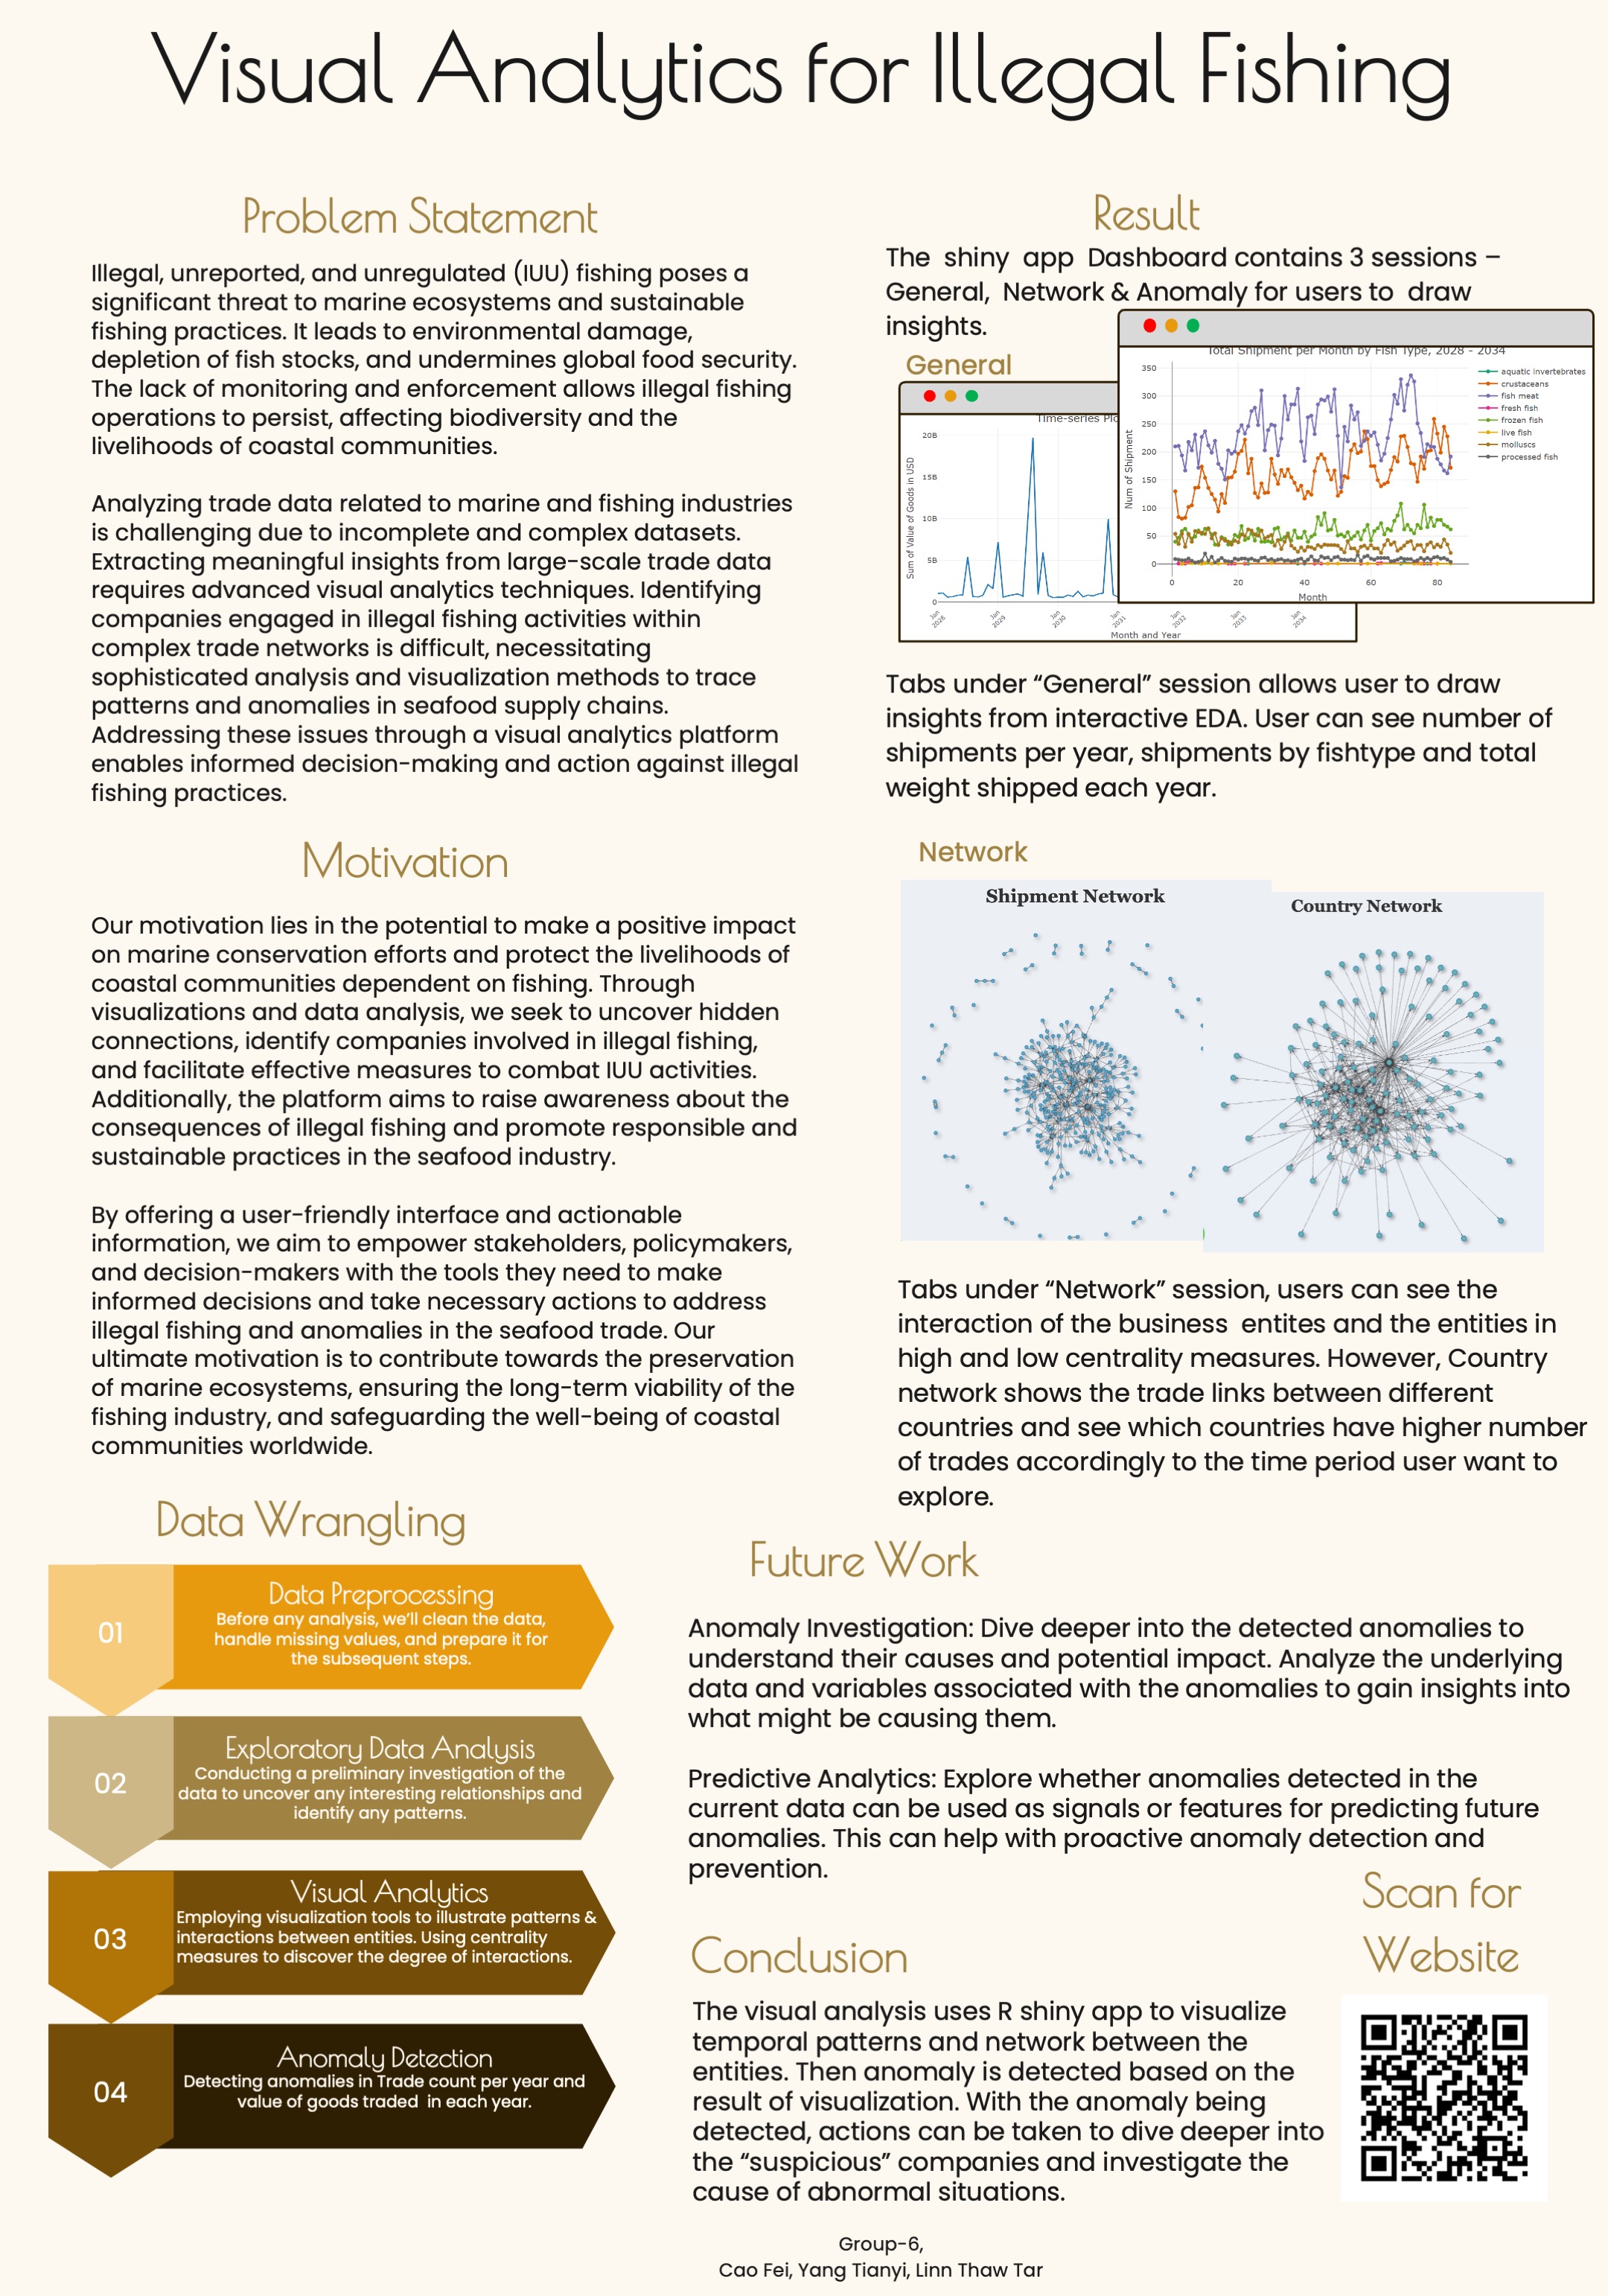 Visual Analytics for Illegal Fishing
Problem Statement
Illegal, unreported, and unregulated (IUU) fishing poses a
significant threat to marine ecosystems and sustainable
fishing practices. It leads to environmental damage,
depletion of fish stocks, and undermines global food security.
The lack of monitoring and enforcement allows illegal fishing
operations to persist, affecting biodiversity and the
livelihoods of coastal communities.
Analyzing trade data related to marine and fishing industries
is challenging due to incomplete and complex datasets.
Extracting meaningful insights from large-scale trade data
requires advanced visual analytics techniques. Identifying
companies engaged in illegal fishing activities within
complex trade networks is difficult, necessitating
sophisticated analysis and visualization methods to trace
patterns and anomalies in seafood supply chains.
Addressing these issues through a visual analytics platform
enables informed decision-making and action against illegal
fishing practices.
Motivation
Our motivation lies in the potential to make a positive impact
on marine conservation efforts and protect the livelihoods of
coastal communities dependent on fishing. Through
visualizations and data analysis, we seek to uncover hidden
connections, identify companies involved in illegal fishing,
and facilitate effective measures to combat IUU activities.
Additionally, the platform aims to raise awareness about the
consequences of illegal fishing and promote responsible and
sustainable practices in the seafood industry.
By offering a user-friendly interface and actionable
information, we aim to empower stakeholders, policymakers,
and decision-makers with the tools they need to make
informed decisions and take necessary actions to address
illegal fishing and anomalies in the seafood trade. Our
ultimate motivation is to contribute towards the preservation
of marine ecosystems, ensuring the long-term viability of the
fishing industry, and safeguarding the well-being of coastal
communities worldwide.
Data Wrangling
01
Data Preprocessing
Before any analysis, we'll clean the data,
handle missing values, and prepare it for
the subsequent steps.
02
Exploratory Data Analysis
Conducting a preliminary investigation of the
data to uncover any interesting relationships and
identify any patterns.
03
Visual Analytics
Employing visualization tools to illustrate patterns &
interactions between entities. Using centrality
measures to discover the degree of interactions.
04
Anomaly Detection
Detecting anomalies in Trade count per year and
value of goods traded in each year.
Result
The shiny app Dashboard contains 3 sessions –
General, Network & Anomaly for users to draw
insights.
General
Time-series Plo
Sum of Value of Goods in USD
20B
15B
10B
5B
0
Jan 2028
Jan 2029
Jan 2030
Jan 2031
Jan 2032
Jan 2033
Jan 2034
Month and Year
Total Shipment per Month by Fish Type, 2028 - 2034
Num of Shipment
350
300
250
200
150
100
50
0
0 20 40 60 80
Month
aquatic invertebrates
crustaceans
fish meat
fresh fish
frozen fish
live fish
molluscs
processed fish
Tabs under “General” session allows user to draw
insights from interactive EDA. User can see number of
shipments per year, shipments by fishtype and total
weight shipped each year.
Network
Shipment Network
Country Network
Tabs under “Network” session, users can see the
interaction of the business entites and the entities in
high and low centrality measures. However, Country
network shows the trade links between different
countries and see which countries have higher number
of trades accordingly to the time period user want to
explore.
Future Work
Anomaly Investigation: Dive deeper into the detected anomalies to
understand their causes and potential impact. Analyze the underlying
data and variables associated with the anomalies to gain insights into
what might be causing them.
Predictive Analytics: Explore whether anomalies detected in the
current data can be used as signals or features for predicting future
anomalies. This can help with proactive anomaly detection and
prevention.
Conclusion
The visual analysis uses R shiny app to visualize
temporal patterns and network between the
entities. Then anomaly is detected based on the
result of visualization. With the anomaly being
detected, actions can be taken to dive deeper into
the “suspicious” companies and investigate the
cause of abnormal situations.
Scan for
Website
Group-6,
Cao Fei, Yang Tianyi, Linn Thaw Tar